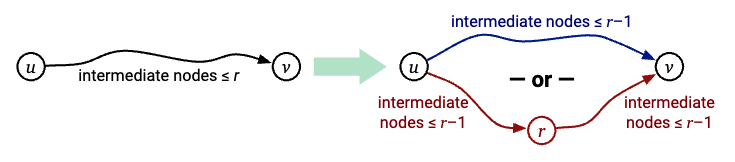 u
v
intermediate nodes ≤ r
intermediate nodes ≤ r−1
u
v
— or —
intermediate
nodes ≤ r−1
intermediate
nodes ≤ r−1
r